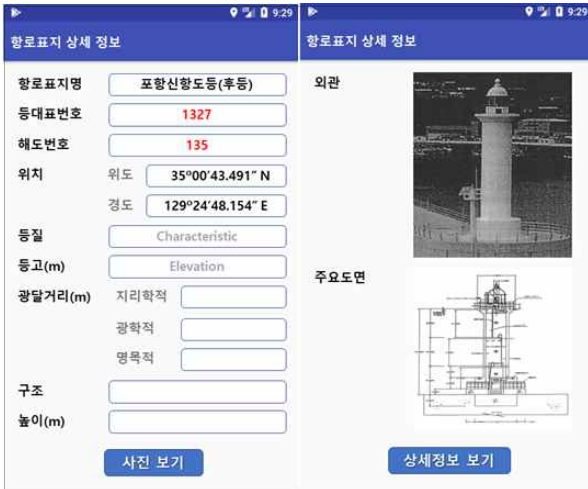 9:29
항로표지 상세 정보
항로표지명 포항신항도등(후등)
등대표번호 1327
해도번호 135
위치 위도 35º00'43.491″ N
경도 129º24'48.154″ E
등질 Characteristic
등고(m) Elevation
광달거리(m) 지리학적
광학적
명목적
구조
높이(m)
사진 보기
9:29
항로표지 상세 정보
외관
주요도면
상세정보 보기